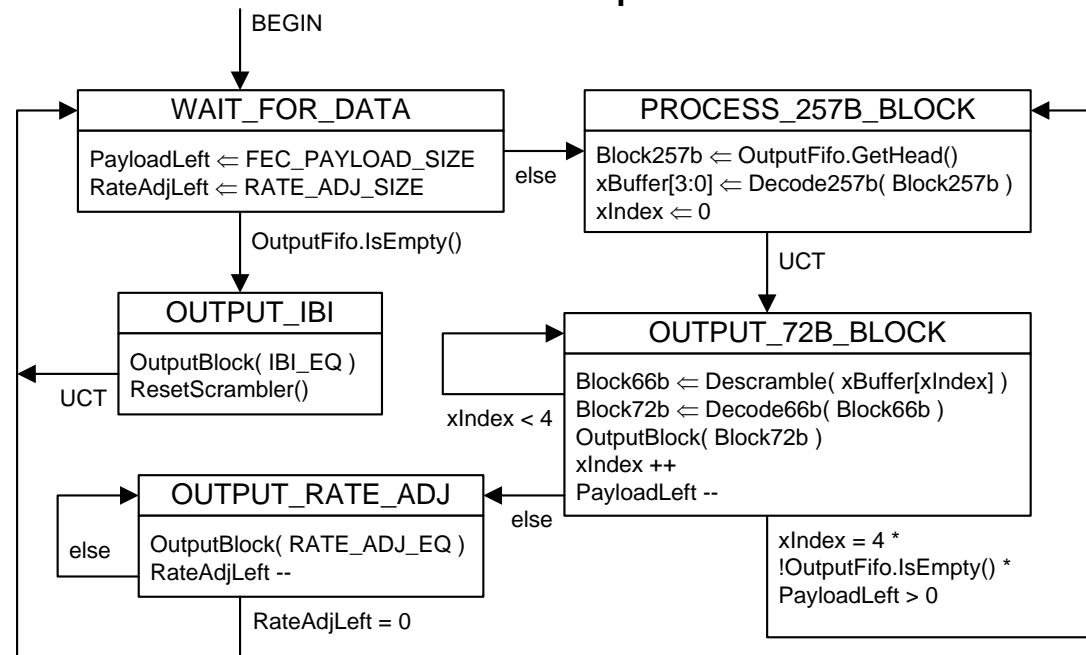 BEGIN
WAIT_FOR_DATA
PayloadLeft ⇐ FEC_PAYLOAD_SIZE
RateAdjLeft ⇐ RATE_ADJ_SIZE
else
PROCESS_257B_BLOCK
Block257b ⇐ OutputFifo.GetHead()
xBuffer[3:0] ⇐ Decode257b( Block257b )
xIndex ⇐ 0
OutputFifo.IsEmpty()
UCT
OUTPUT_IBI
OutputBlock( IBI_EQ )
ResetScrambler()
UCT
OUTPUT_72B_BLOCK
Block66b ⇐ Descramble( xBuffer[xIndex] )
Block72b ⇐ Decode66b( Block66b )
OutputBlock( Block72b )
xIndex ++
PayloadLeft --
xIndex < 4
else
OUTPUT_RATE_ADJ
OutputBlock( RATE_ADJ_EQ )
RateAdjLeft --
else
RateAdjLeft = 0
xIndex = 4 *
!OutputFifo.IsEmpty() *
PayloadLeft > 0